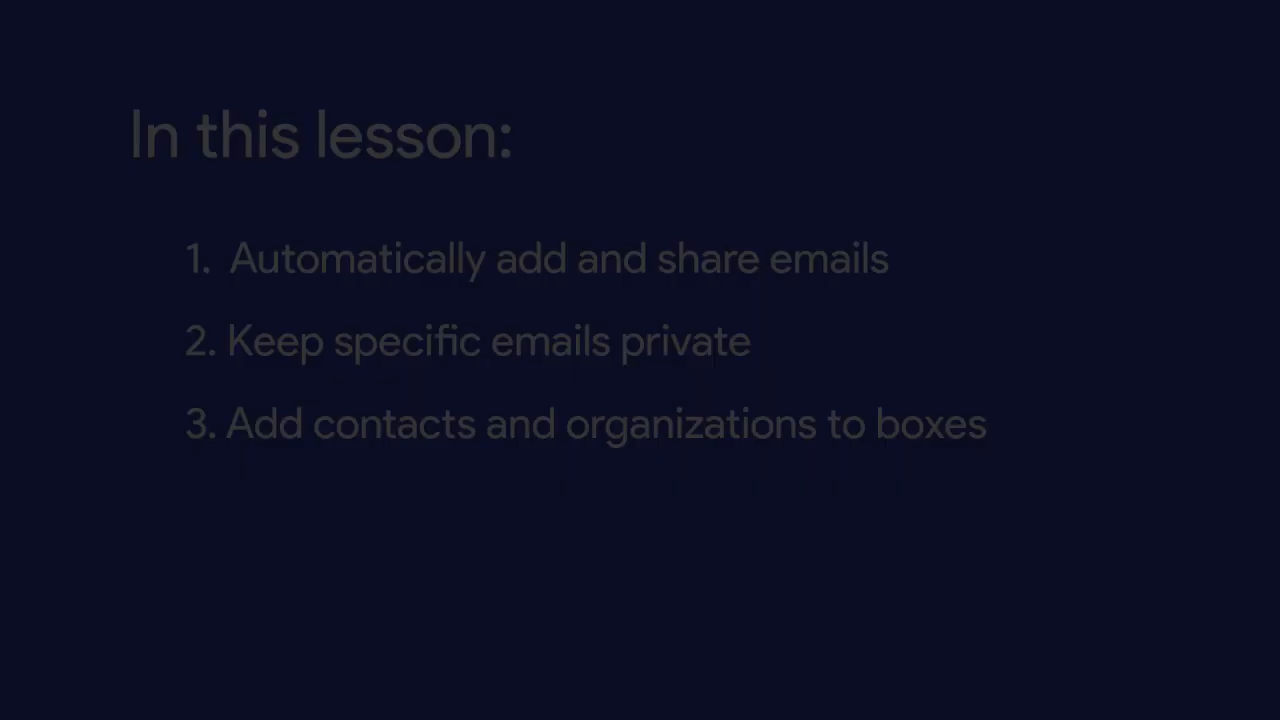 In this lesson:
1. Automatically add and share emails
2. Keep specific emails private
3. Add contacts and organizations to boxes